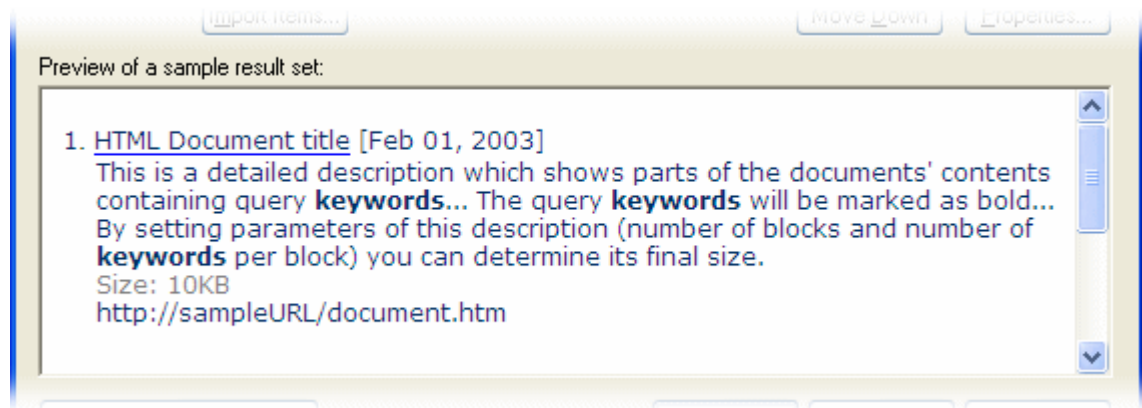 Import Items...
Move Down
Properties...
Preview of a sample result set:
1. HTML Document title [Feb 01, 2003]
This is a detailed description which shows parts of the documents' contents
containing query keywords... The query keywords will be marked as bold...
By setting parameters of this description (number of blocks and number of
keywords per block) you can determine its final size.
Size: 10KB
http://sampleURL/document.htm